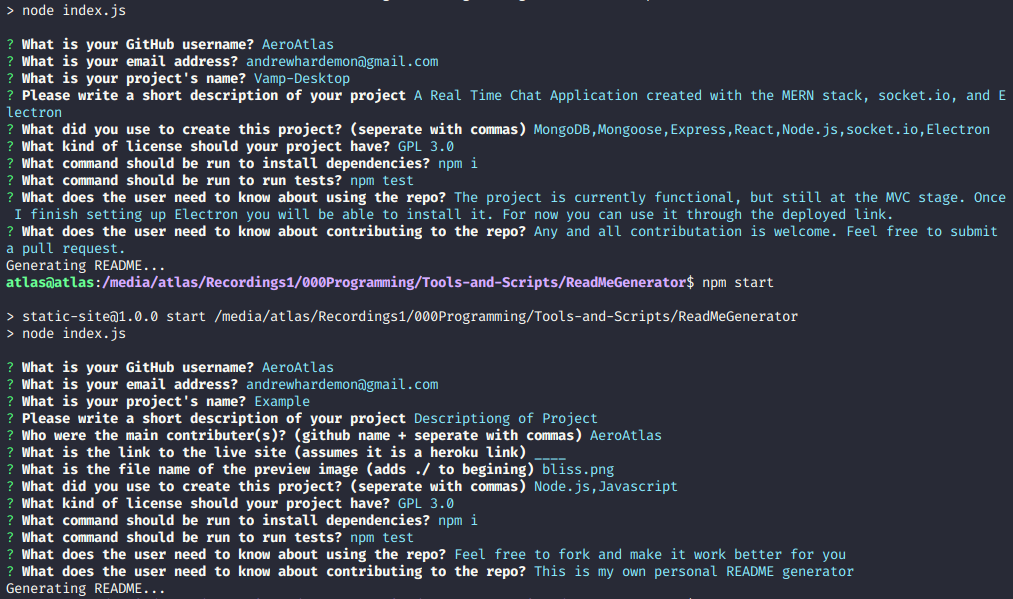 > node index.js
? What is your GitHub username? AeroAtlas
? What is your email address? andrewhardemon@gmail.com
? What is your project's name? Vamp-Desktop
? Please write a short description of your project A Real Time Chat Application created with the MERN stack, socket.io, and E
lectron
? What did you use to create this project? (seperate with commas) MongoDB,Mongoose,Express,React,Node.js,socket.io,Electron
? What kind of license should your project have? GPL 3.0
? What command should be run to install dependencies? npm i
? What command should be run to run tests? npm test
? What does the user need to know about using the repo? The project is currently functional, but still at the MVC stage. Once
 I finish setting up Electron you will be able to install it. For now you can use it through the deployed link.
? What does the user need to know about contributing to the repo? Any and all contributation is welcome. Feel free to submit
a pull request.
Generating README...
atlas@atlas:/media/atlas/Recordings1/000Programming/Tools-and-Scripts/ReadMeGenerator$ npm start
> static-site@1.0.0 start /media/atlas/Recordings1/000Programming/Tools-and-Scripts/ReadMeGenerator
> node index.js
? What is your GitHub username? AeroAtlas
? What is your email address? andrewhardemon@gmail.com
? What is your project's name? Example
? Please write a short description of your project Descriptiong of Project
? Who were the main contributer(s)? (github name + seperate with commas) AeroAtlas
? What is the link to the live site (assumes it is a heroku link) ____
? What is the file name of the preview image (adds ./ to begining) bliss.png
? What did you use to create this project? (seperate with commas) Node.js,Javascript
? What kind of license should your project have? GPL 3.0
? What command should be run to install dependencies? npm i
? What command should be run to run tests? npm test
? What does the user need to know about using the repo? Feel free to fork and make it work better for you
? What does the user need to know about contributing to the repo? This is my own personal README generator
Generating README...